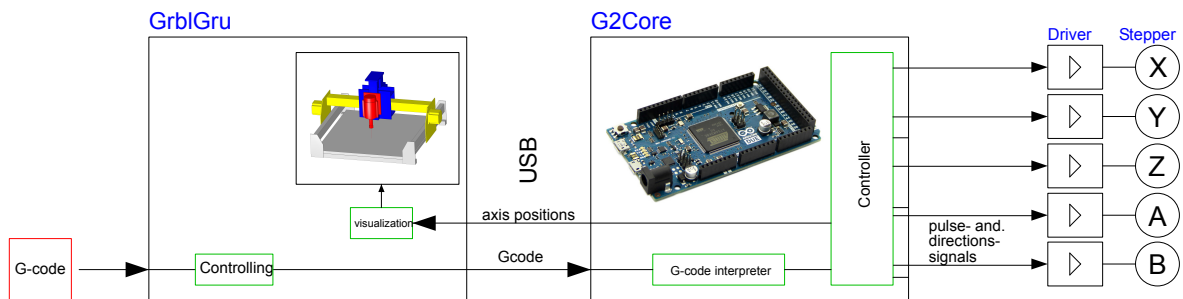 GrblGru
G2Core
Driver
Stepper
X
Y
USB
Controller
Z
visualization
axis positions
A
pulse- and.
directions-
signals
G-code
Controlling
Gcode
G-code interpreter
B